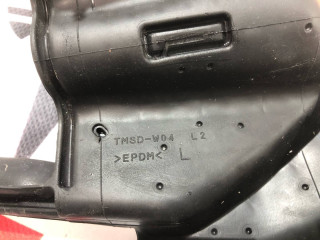 TMSD-W04 L2
>EPDM< L